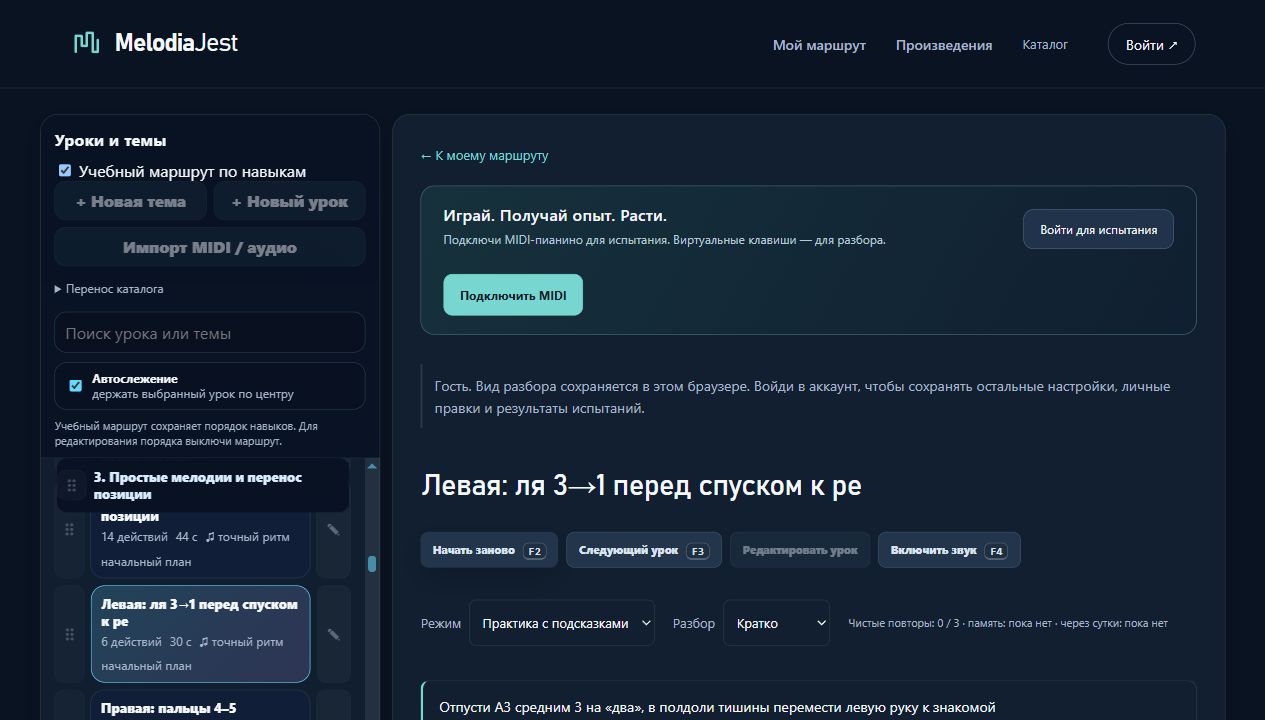 MelodiaJest
Мой маршрут
Произведения
Каталог
Войти ↗
Уроки и темы
Учебный маршрут по навыкам
+ Новая тема
+ Новый урок
Импорт MIDI / аудио
▶ Перенос каталога
Поиск урока или темы
Автослежение
держать выбранный урок по центру
Учебный маршрут сохраняет порядок навыков. Для
редактирования порядка выключи маршрут.
3. Простые мелодии и перенос
позиции
позиции
14 действий 44 с ♫ точный ритм
начальный план
Левая: ля 3→1 перед спуском
к ре
6 действий 30 с ♫ точный ритм
начальный план
Правая: пальцы 4–5
← К моему маршруту
Играй. Получай опыт. Расти.
Подключи MIDI-пианино для испытания. Виртуальные клавиши — для разбора.
Войти для испытания
Подключить MIDI
Гость. Вид разбора сохраняется в этом браузере. Войди в аккаунт, чтобы сохранять остальные настройки, личные
правки и результаты испытаний.
Левая: ля 3→1 перед спуском к ре
Начать заново F2
Следующий урок F3
Редактировать урок
Включить звук F4
Режим Практика с подсказками
Разбор Кратко
Чистые повторы: 0 / 3 · память: пока нет · через сутки: пока нет
Отпусти A3 средним 3 на «два», в полдоли тишины перемести левую руку к знакомой